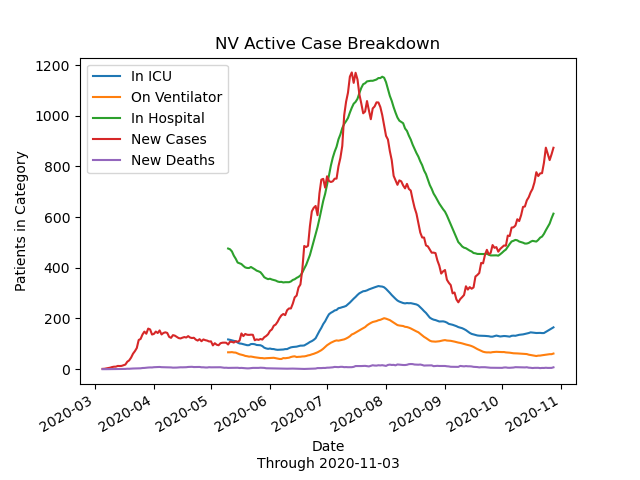 NV Active Case Breakdown
1200
1000
800
600
400
200
0
Patients in Category
In ICU
On Ventilator
In Hospital
New Cases
New Deaths
2020-03
2020-04
2020-05
2020-06
2020-07
2020-08
2020-09
2020-10
2020-11
Date
Through 2020-11-03